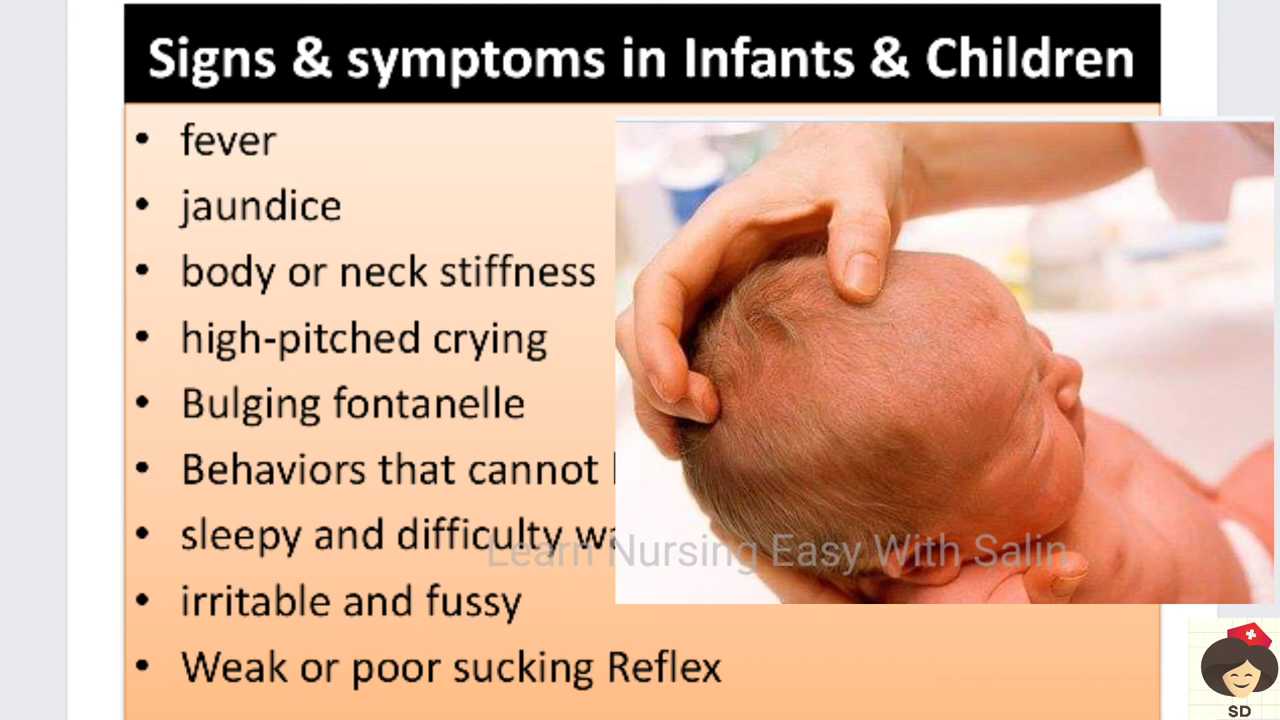 Signs & symptoms in Infants & Children
• fever
• jaundice
• body or neck stiffness
• high-pitched crying
• Bulging fontanelle
• Behaviors that cannot
• sleepy and difficulty
• irritable and fussy
• Weak or poor sucking Reflex
Learn Nursing Easy With Salin
SD